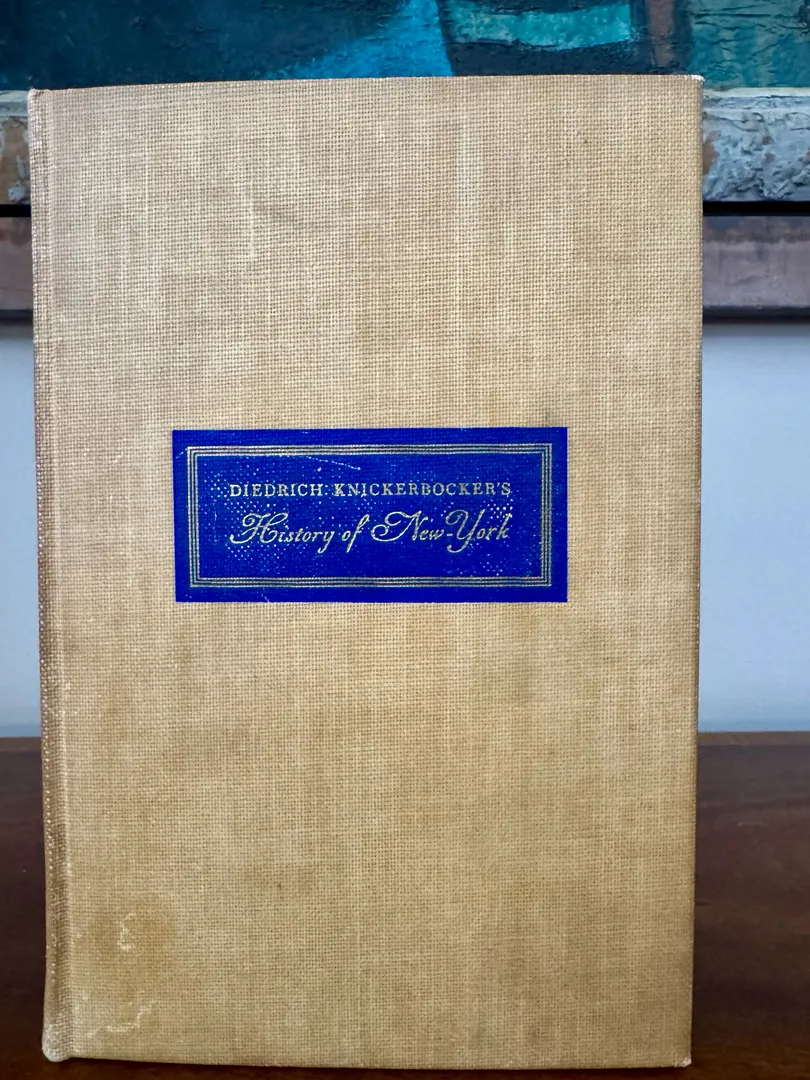 DIEDRICH KNICKERBOCKER'S
History of New-York